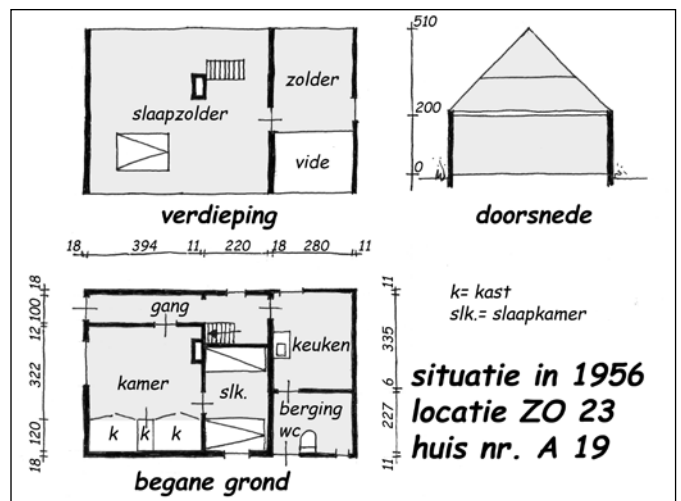 zolder
slaapzolder
vide
verdieping
510
200
0
doorsnede
18 394 11 220 18 280 11
18
100
12
322
120
18
gang
keuken
kamer
slk.
berging
wc
k k k
begane grond
11
335
6
227
11
k= kast
slk.= slaapkamer
situatie in 1956
locatie ZO 23
huis nr. A 19